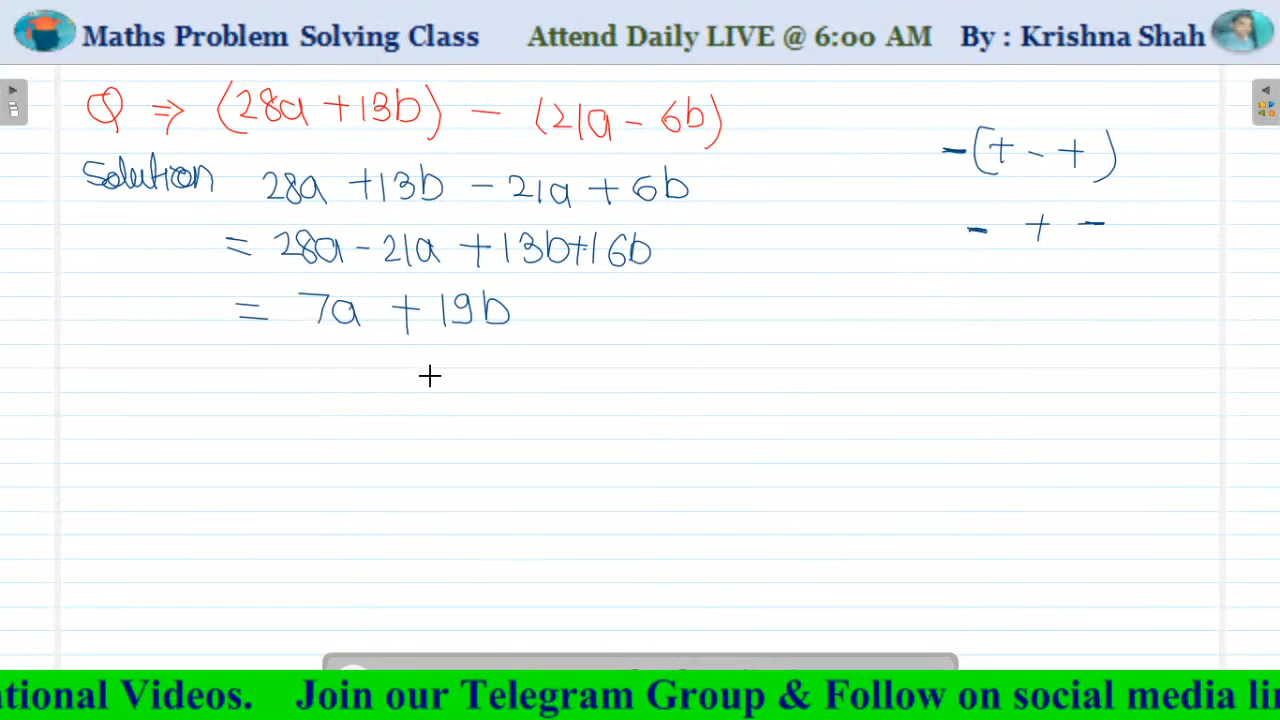 Maths Problem Solving Class Attend Daily LIVE @ 6:00 AM By : Krishna Shah
Q ⇒ (28a + 13b) - (21a - 6b)
Solution 28a + 13b - 21a + 6b
= 28a - 21a + 13b + 6b
= 7a + 19b
-(+ - +)
- + -
ational Videos. Join our Telegram Group & Follow on social media